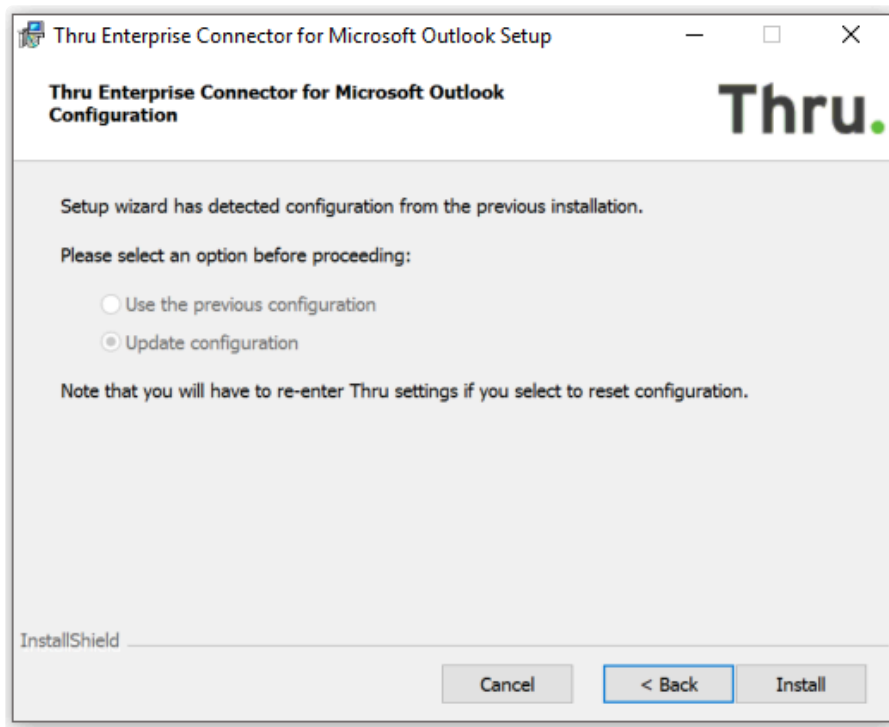 Thru Enterprise Connector for Microsoft Outlook Setup
Thru Enterprise Connector for Microsoft Outlook
Configuration
Thru.
Setup wizard has detected configuration from the previous installation.
Please select an option before proceeding:
Use the previous configuration
Update configuration
Note that you will have to re-enter Thru settings if you select to reset configuration.
InstallShield
Cancel
< Back
Install